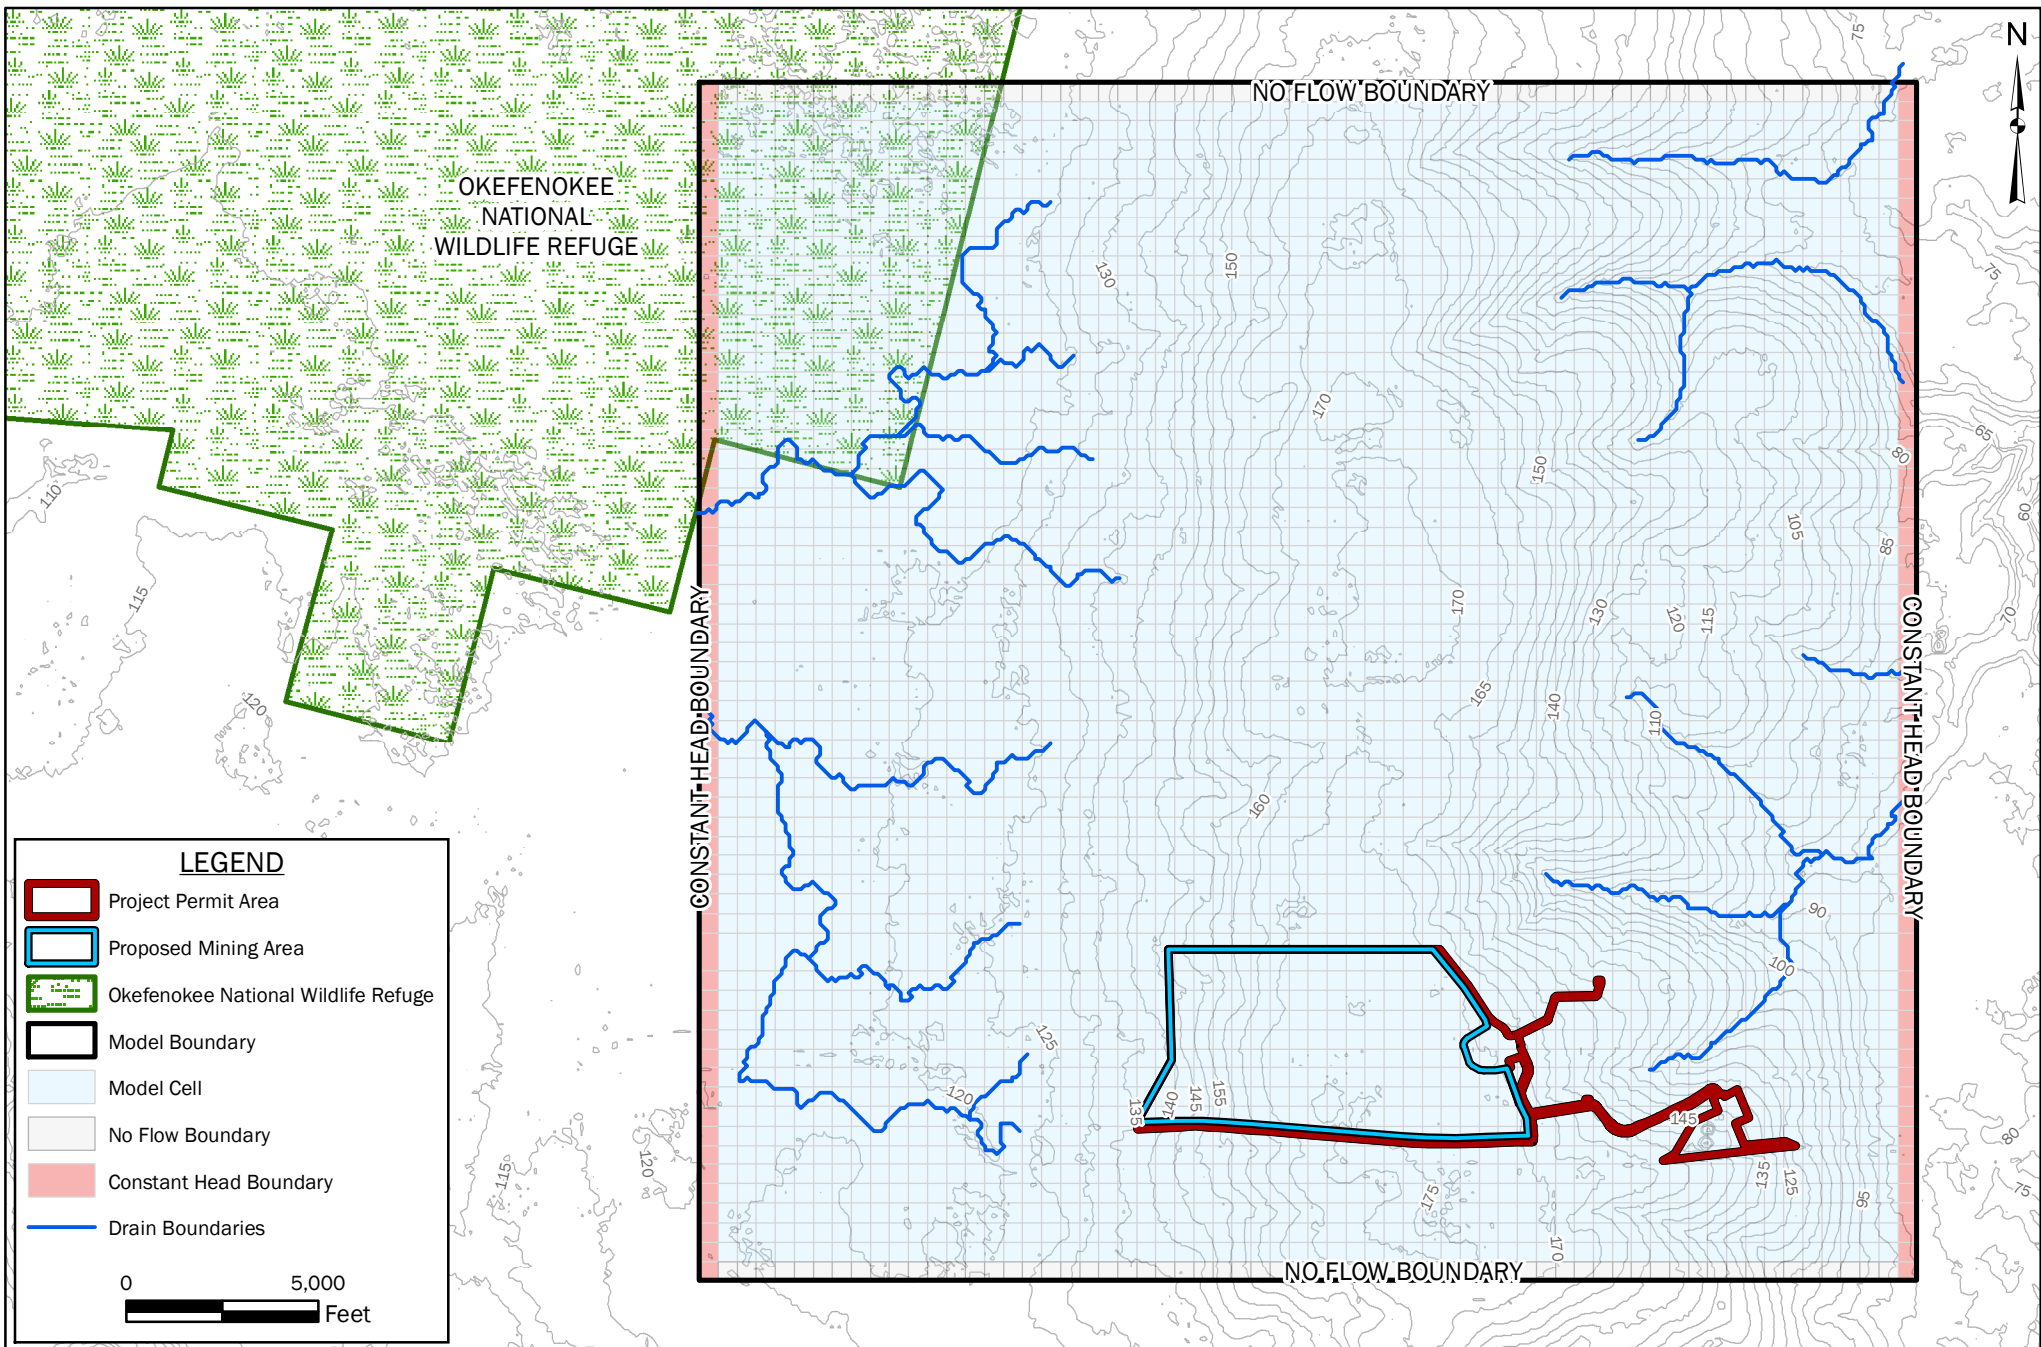 75
N
NO FLOW BOUNDARY
OKEFENOKEE
NATIONAL
WILDLIFE REFUGE
130
150
75
170
65
80
150
110
60
105
85
115
170
130
120
115
70
CONSTANT HEAD BOUNDARY
CONSTANT HEAD BOUNDARY
165
140
120
110
160
90
100
125
120
135
140
145
155
145
80
115
120
135
125
75
175
95
170
NO FLOW BOUNDARY
LEGEND
Project Permit Area
Proposed Mining Area
Okefenokee National Wildlife Refuge
Model Boundary
Model Cell
No Flow Boundary
Constant Head Boundary
Drain Boundaries
0 5,000
Feet